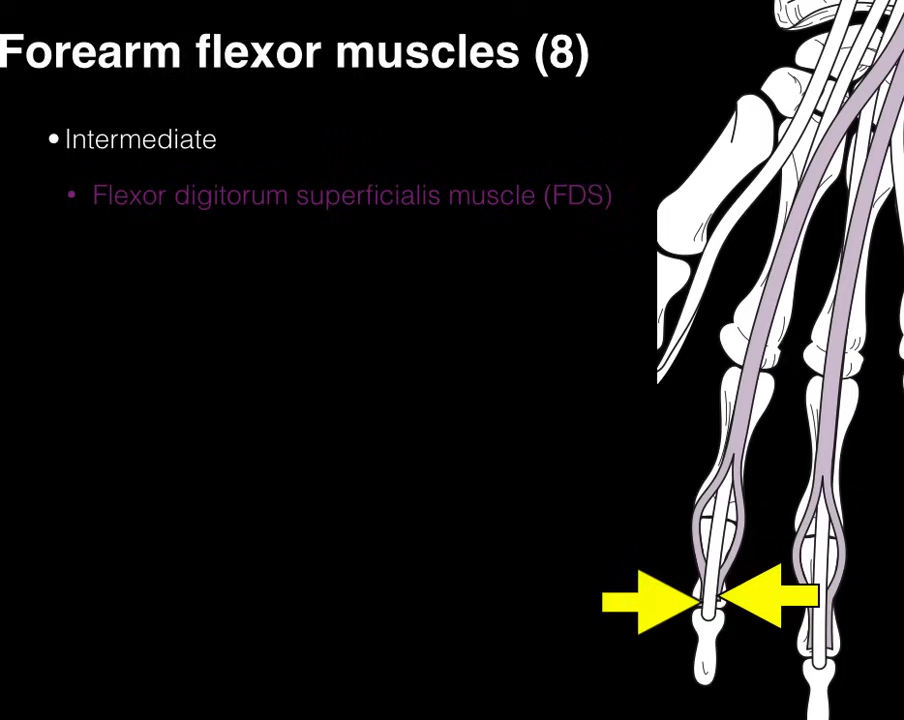 Forearm flexor muscles (8)
• Intermediate
• Flexor digitorum superficialis muscle (FDS)